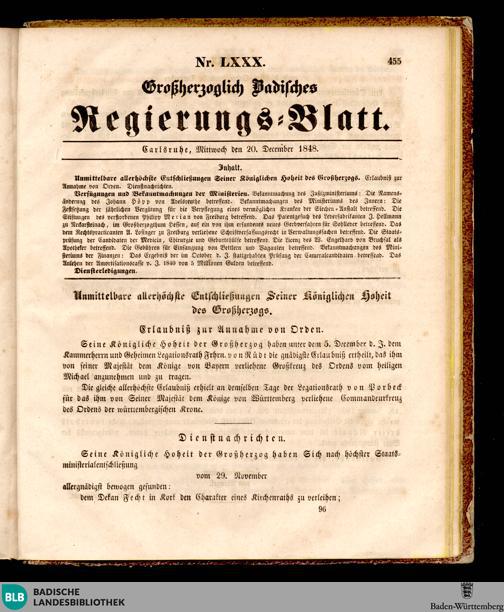 Nr. LXXX.
455
Großherzoglich Badisches
Regierungs-Blatt.
Carlsruhe, Mittwoch den 20. December 1848.
Inhalt.
Unmittelbare allerhöchste Entschließungen Seiner Königlichen Hoheit des Großherzogs. Erlaubniß zur
Annahme von Orden. Dienstnachrichten.
Verfügungen und Bekanntmachungen der Ministerien. Bekanntmachung des Justizministeriums: Die Namens-
änderung des Johann Höpp von Adelsreuthe betreffend. Bekanntmachungen des Ministeriums des Innern: Die
Festsetzung der jährlichen Vergütung für die Verpflegung eines vermöglichen Kranken der Siechen-Anstalt betreffend. Die
Stiftungen des verstorbenen Philipp Merian von Freiburg betreffend. Das Patentgesuch des Lederfabrikanten J. Heilmann
zu Neckarsteinach, im Großherzogthum Hessen, auf ein von ihm erfundenes neues Gerbverfahren für Sohlleder betreffend. Das
dem Rechtspracticanten A.Ösinger zu Freiburg verliehene Schriftverfassungsrecht in Verwaltungssachen betreffend. Die Staats-
prüfung der Candidaten der Medicin, Chirurgie und Geburtshülfe betreffend. Die Licenz des W. Engelhard von Bruchsal als
Apotheker betreffend. Die Gebühren für Einfangung von Bettlern und Vaganten betreffend. Bekanntmachungen des Mini-
steriums der Finanzen: Das Ergebniß der im October d. J. stattgehabten Prüfung der Cameralcandidaten betreffend. Das
Anlehen der Amortisationscasse v. J. 1840 von 5 Millionen Gulden betreffend.
Diensterledigungen.
Unmittelbare allerhöchste Entschließungen Seiner Königlichen Hoheit
des Großherzogs.
Erlaubniß zur Annahme von Orden.
Seine Königliche Hoheit der Großherzog haben unter dem 5. December d. J. dem
Kammerherrn und Geheimen Legationsrath Frhrn. von Rüdt die gnädigste Erlaubniß ertheilt, das ihm
von seiner Majestät dem Könige von Bayern verliehene Großkreuz des Ordens vom heiligen
Michael anzunehmen und zu tragen.
Die gleiche allerhöchste Erlaubniß erhielt an demselben Tage der Legationsrath von Porbeck
für das ihm von Seiner Majestät dem Könige von Württemberg verliehene Commandeurkreuz
des Ordens der württembergischen Krone.
Dienstnachrichten.
Seine Königliche Hoheit der Großherzog haben Sich nach höchster Staats-
ministerialentschließung
vom 29. November
allergnädigst bewogen gefunden:
dem Dekan Fecht in Kork den Charakter eines Kirchenraths zu verleihen;
96
BLB
BADISCHE
LANDESBIBLIOTHEK
Baden-Württemberg